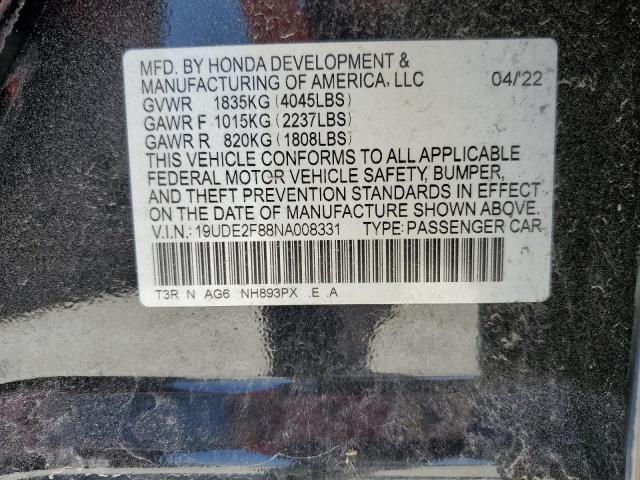 MFD. BY HONDA DEVELOPMENT &
MANUFACTURING OF AMERICA, LLC 04/22
GVWR 1835KG (4045LBS)
GAWR F 1015KG (2237LBS)
GAWR R 820KG (1808LBS)
THIS VEHICLE CONFORMS TO ALL APPLICABLE
FEDERAL MOTOR VEHICLE SAFETY, BUMPER,
AND THEFT PREVENTION STANDARDS IN EFFECT
ON THE DATE OF MANUFACTURE SHOWN ABOVE.
V.I.N.: 19UDE2F88NA008331 TYPE: PASSENGER CAR
T3R N AG6 NH893PX .E .A